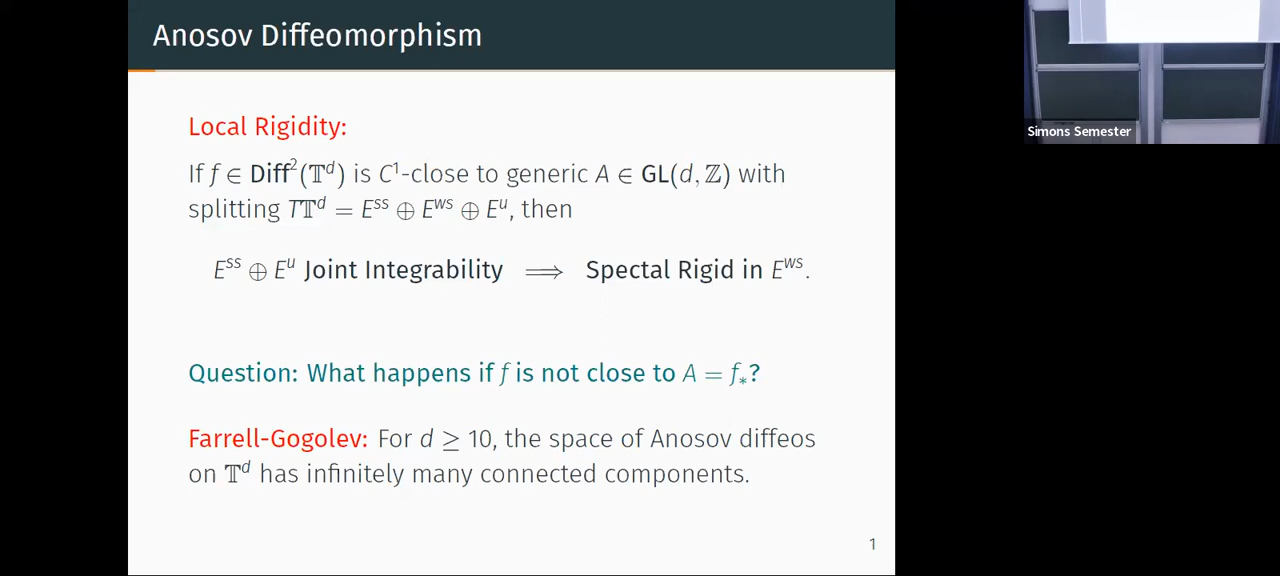 Anosov Diffeomorphism
Local Rigidity:
If f ∈ Diff²(𝕋ᵈ) is C¹-close to generic A ∈ GL(d, ℤ) with
splitting T𝕋ᵈ = Eˢˢ ⊕ Eʷˢ ⊕ Eᵘ, then
Eˢˢ ⊕ Eᵘ Joint Integrability ⟹ Spectal Rigid in Eʷˢ.
Question: What happens if f is not close to A = f∗?
Farrell-Gogolev: For d ≥ 10, the space of Anosov diffeos
on 𝕋ᵈ has infinitely many connected components.
1
Simons Semester